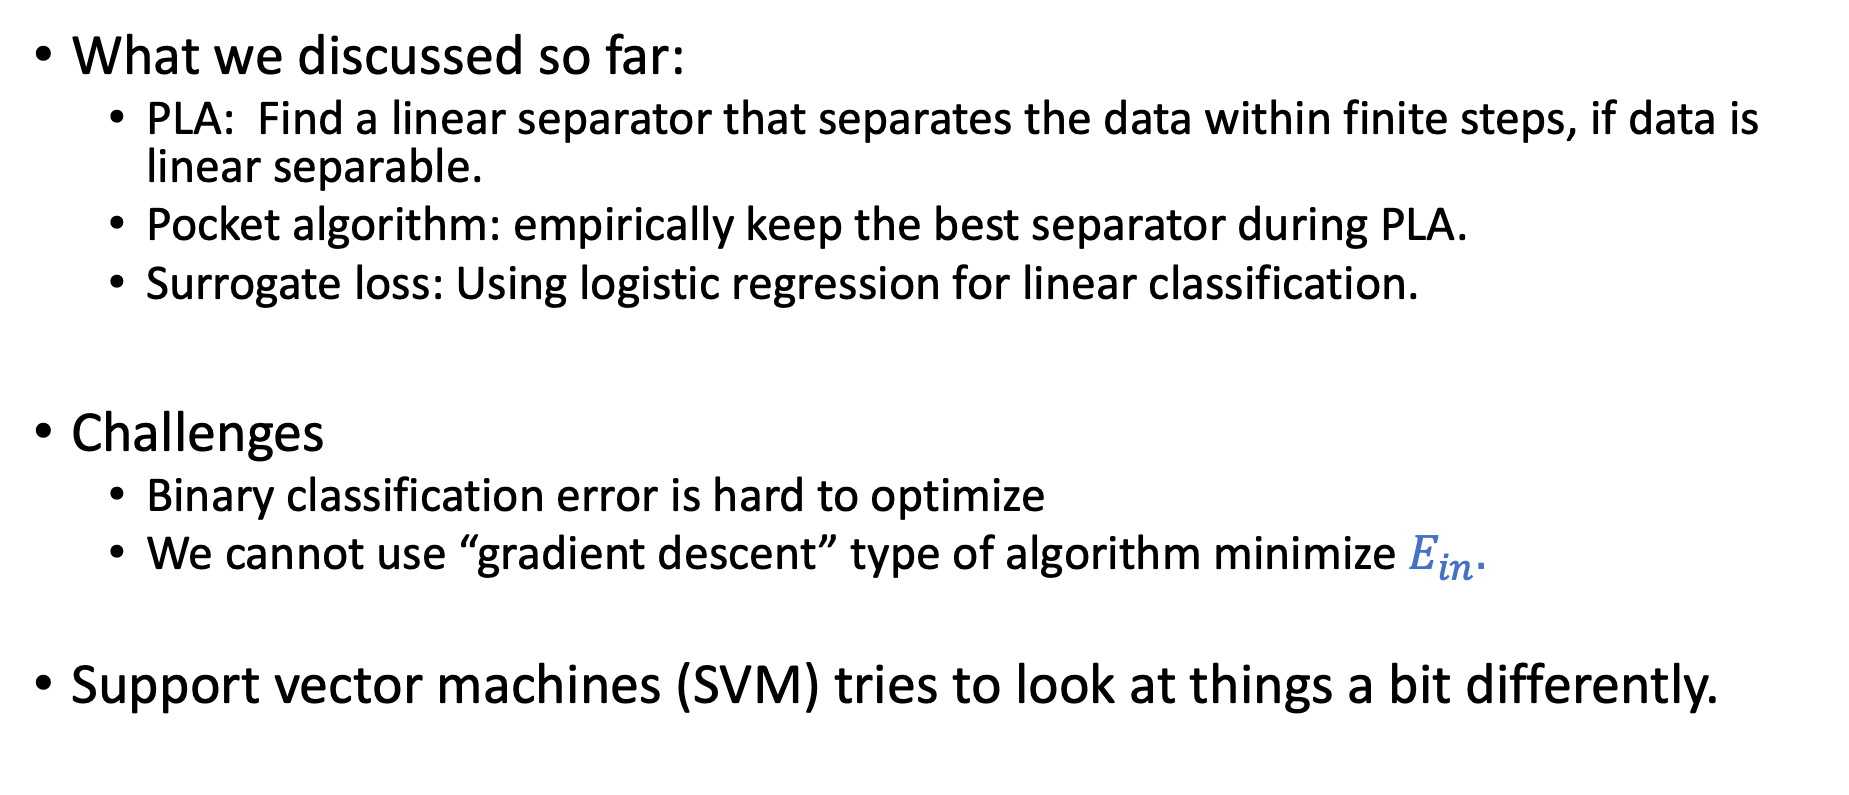 • What we discussed so far:
• PLA:  Find a linear separator that separates the data within finite steps, if data is
linear separable.
• Pocket algorithm: empirically keep the best separator during PLA.
• Surrogate loss: Using logistic regression for linear classification.
• Challenges
• Binary classification error is hard to optimize
• We cannot use “gradient descent” type of algorithm minimize E_in.
• Support vector machines (SVM) tries to look at things a bit differently.